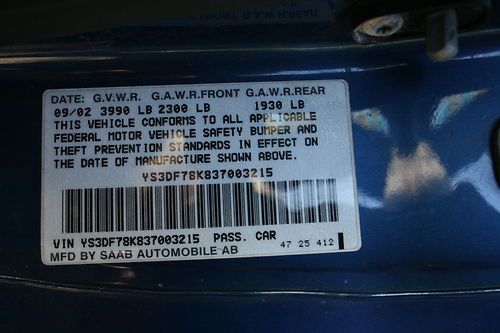 DATE: G.V.W.R. G.A.W.R.FRONT G.A.W.R.REAR
09/02 3990 LB 2300 LB 1930 LB
THIS VEHICLE CONFORMS TO ALL APPLICABLE
FEDERAL MOTOR VEHICLE SAFETY BUMPER AND
THEFT PREVENTION STANDARDS IN EFFECT ON
THE DATE OF MANUFACTURE SHOWN ABOVE.
YS3DF78K837003215
VIN YS3DF78K837003215 PASS. CAR
47 25 412
MFD BY SAAB AUTOMOBILE AB